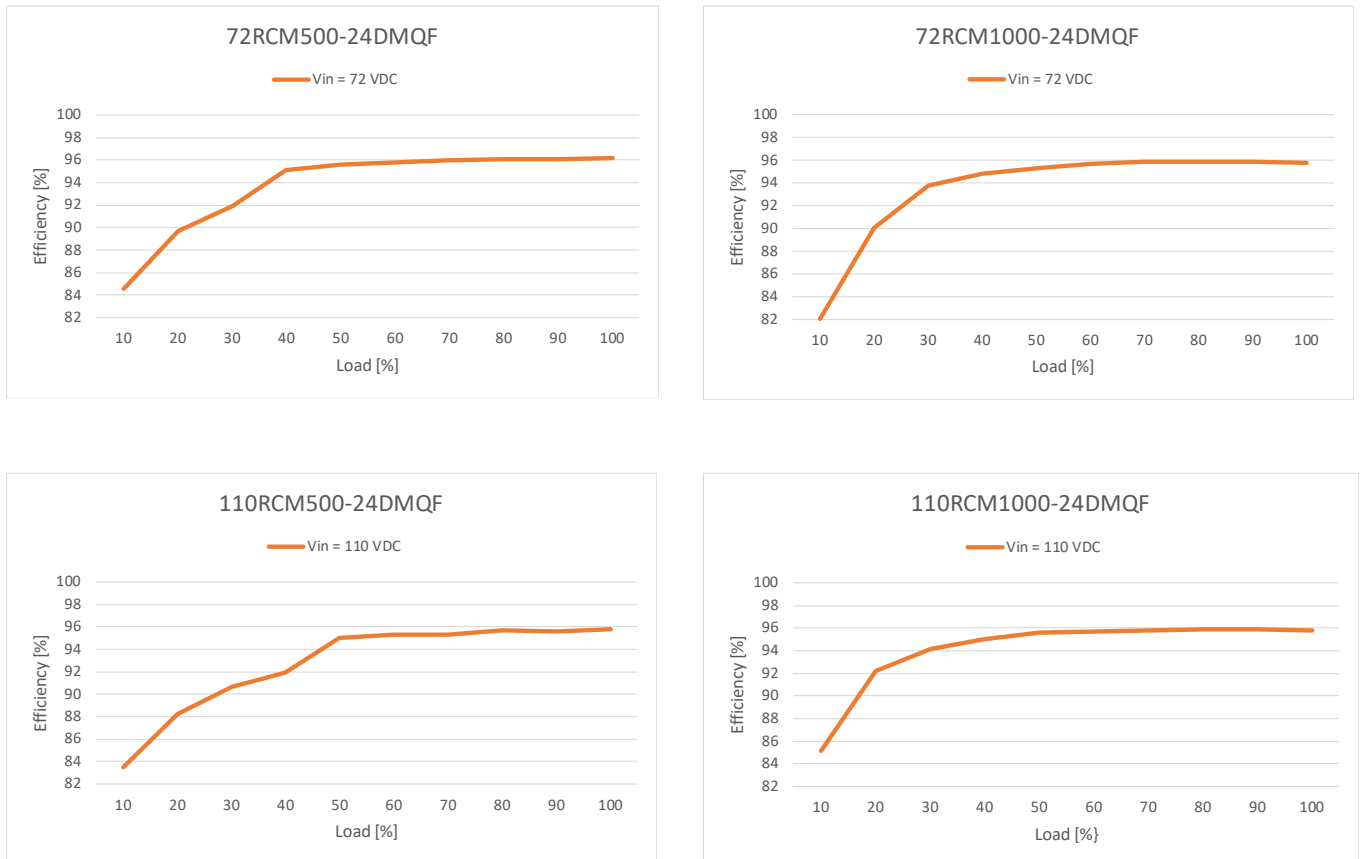 72RCM500-24DMQF
Vin = 72 VDC
100
98
96
94
92
90
88
86
84
82
Efficiency [%]
10 20 30 40 50 60 70 80 90 100
Load [%]
72RCM1000-24DMQF
Vin = 72 VDC
100
98
96
94
92
90
88
86
84
82
Efficiency [%]
10 20 30 40 50 60 70 80 90 100
Load [%]
110RCM500-24DMQF
Vin = 110 VDC
100
98
96
94
92
90
88
86
84
82
Efficiency [%]
10 20 30 40 50 60 70 80 90 100
Load [%]
110RCM1000-24DMQF
Vin = 110 VDC
100
98
96
94
92
90
88
86
84
82
Efficiency [%]
10 20 30 40 50 60 70 80 90 100
Load [%}